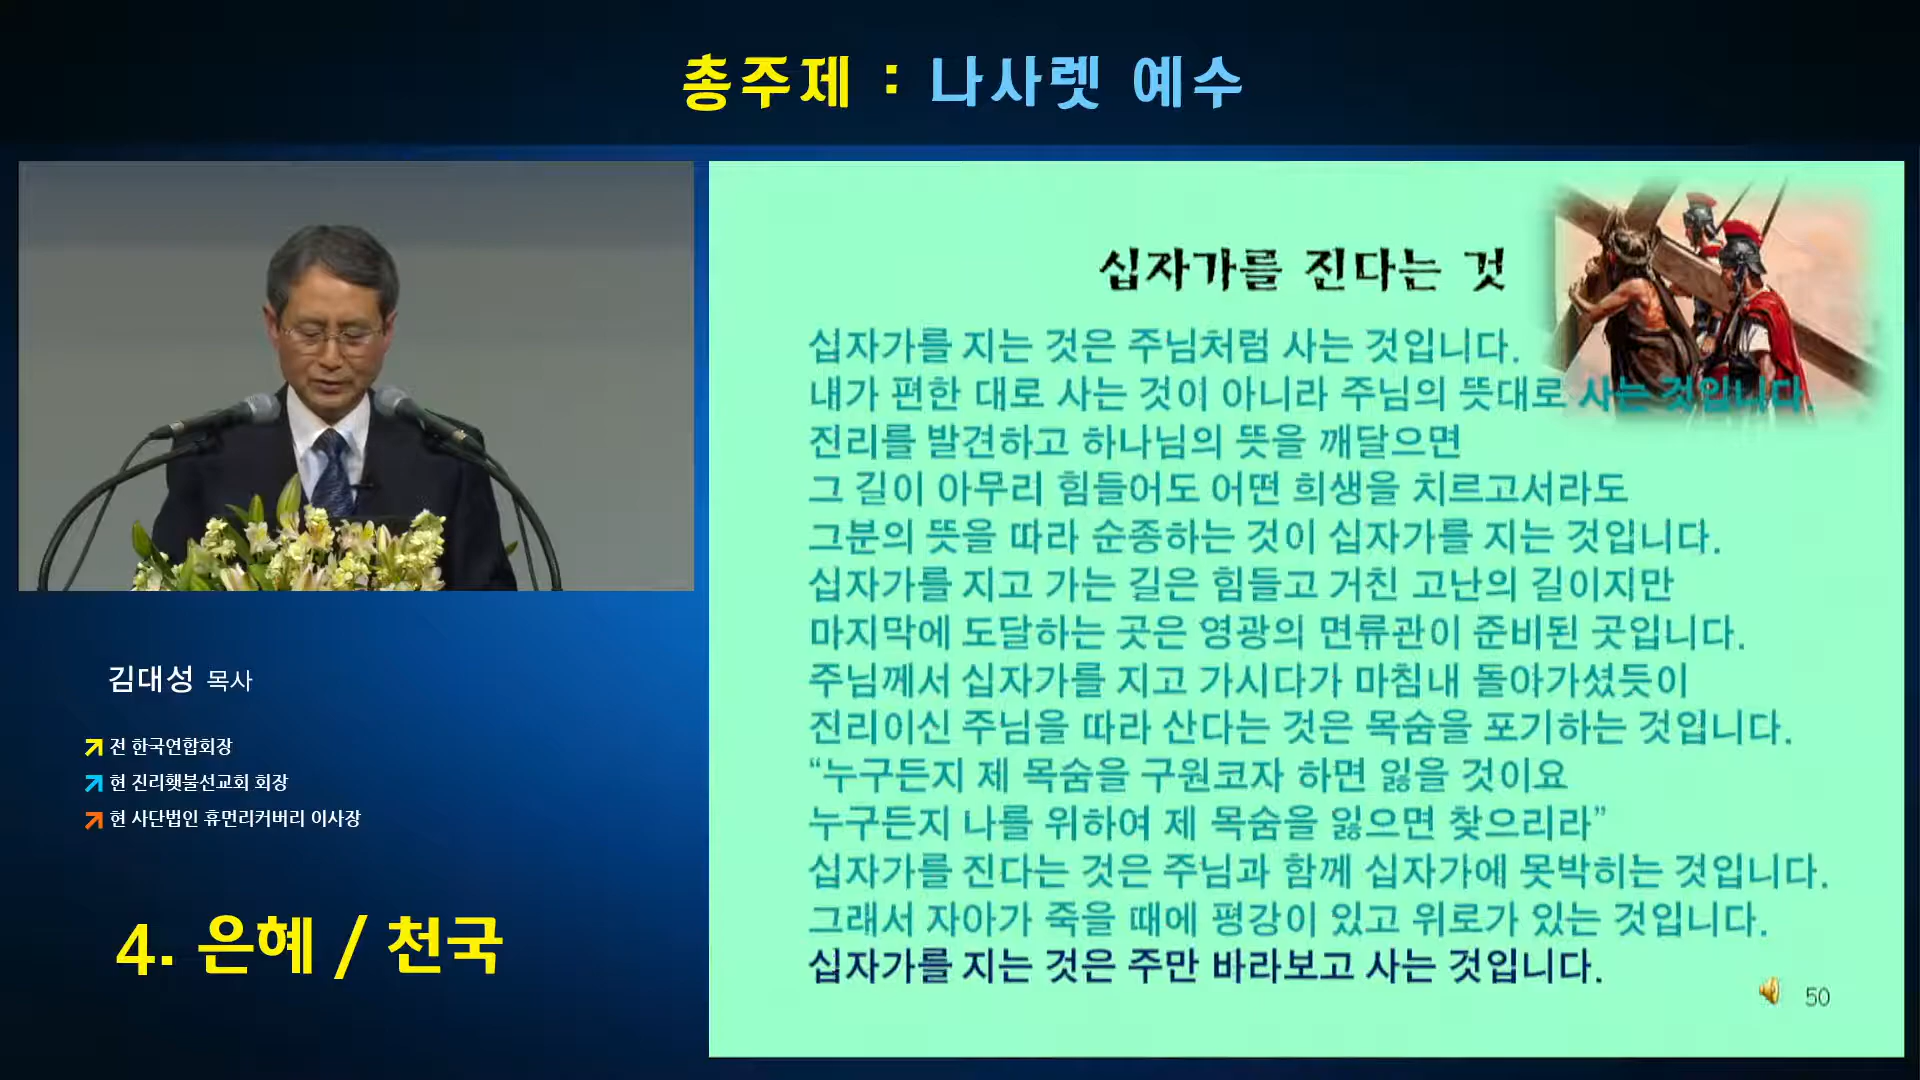 총주제 : 나사렛 예수
십자가를 진다는 것
십자가를 지는 것은 주님처럼 사는 것입니다.
내가 편한 대로 사는 것이 아니라 주님의 뜻대로 사는 것입니다.
진리를 발견하고 하나님의 뜻을 깨달으면
그 길이 아무리 힘들어도 어떤 희생을 치르고서라도
그분의 뜻을 따라 순종하는 것이 십자가를 지는 것입니다.
십자가를 지고 가는 길은 힘들고 거친 고난의 길이지만
마지막에 도달하는 곳은 영광의 면류관이 준비된 곳입니다.
주님께서 십자가를 지고 가시다가 마침내 돌아가셨듯이
진리이신 주님을 따라 산다는 것은 목숨을 포기하는 것입니다.
“누구든지 제 목숨을 구원코자 하면 잃을 것이요
누구든지 나를 위하여 제 목숨을 잃으면 찾으리라”
십자가를 진다는 것은 주님과 함께 십자가에 못박히는 것입니다.
그래서 자아가 죽을 때에 평강이 있고 위로가 있는 것입니다.
십자가를 지는 것은 주만 바라보고 사는 것입니다.
50
김대성 목사
전 한국연합회장
현 진리횃불선교회 회장
현 사단법인 휴먼리커버리 이사장
4. 은혜 / 천국